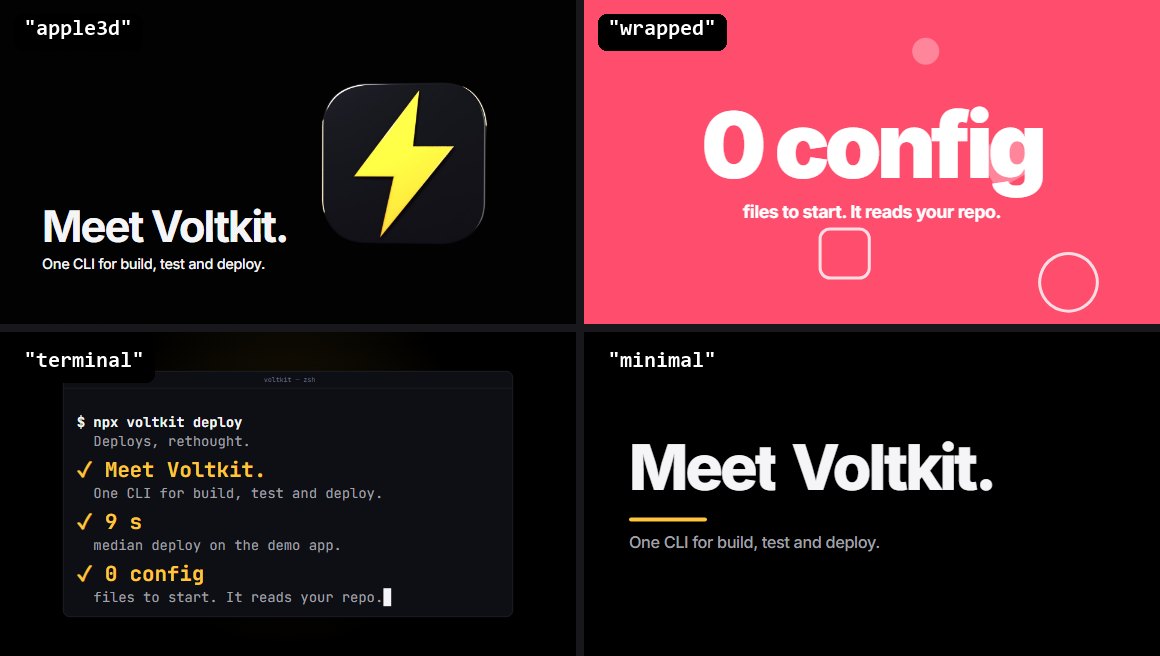 "apple3d"
Meet Voltkit.
One CLI for build, test and deploy.
"wrapped"
0 config
files to start. It reads your repo.
"terminal"
voltkit — zsh
$ npx voltkit deploy
Deploys, rethought.
✓ Meet Voltkit.
One CLI for build, test and deploy.
✓ 9 s
median deploy on the demo app.
✓ 0 config
files to start. It reads your repo.
"minimal"
Meet Voltkit.
One CLI for build, test and deploy.